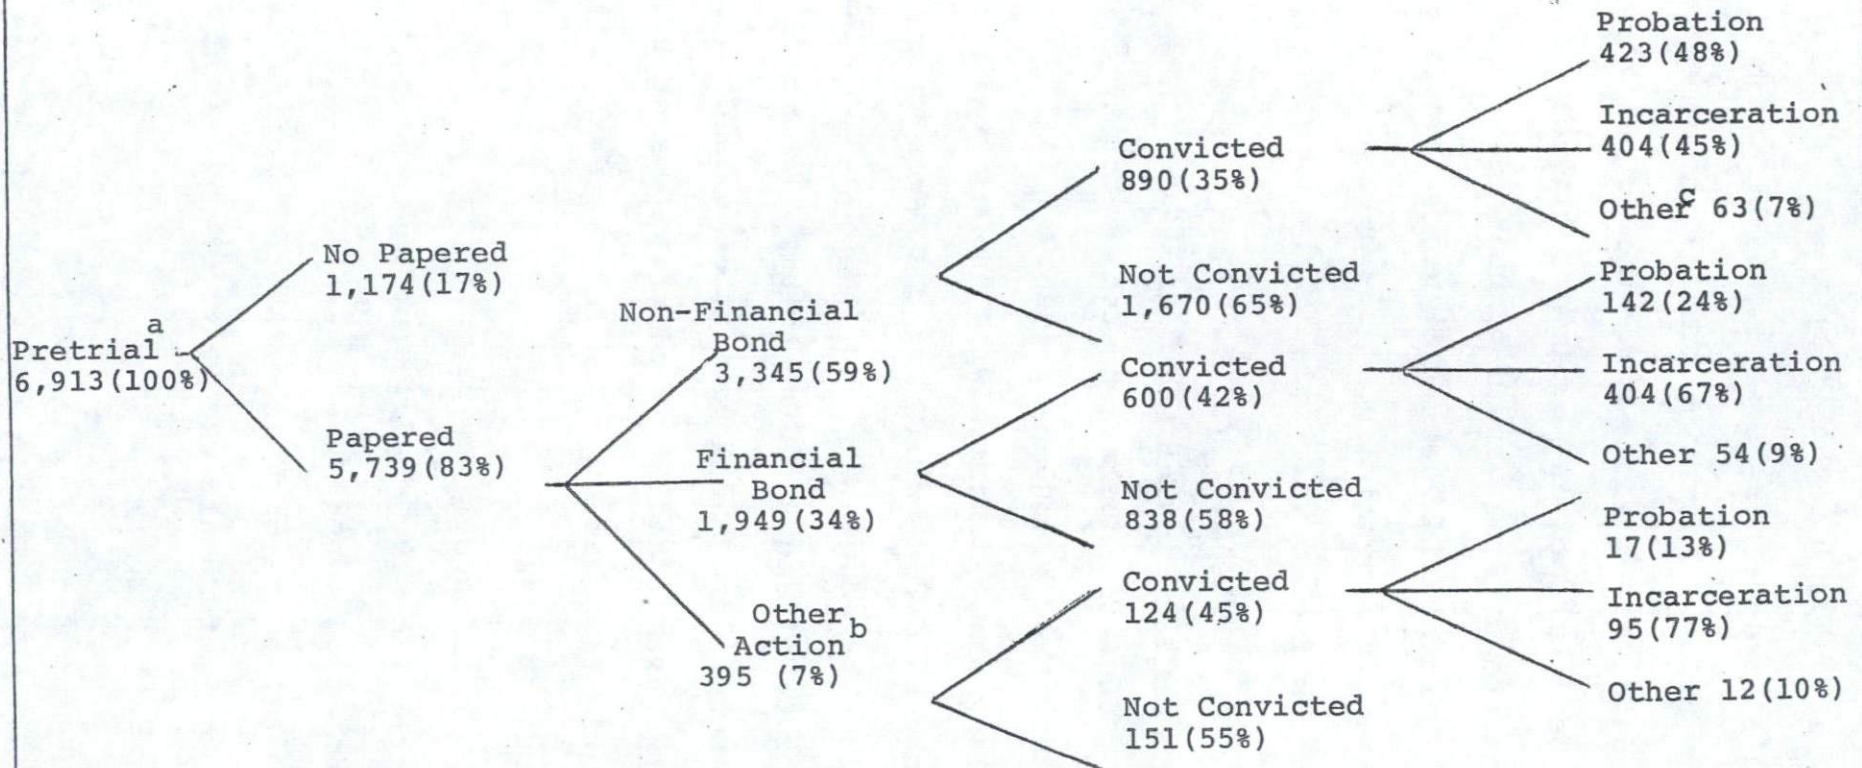 Pretrial a
6,913(100%)
No Papered
1,174(17%)
Papered
5,739(83%)
Non-Financial
Bond
3,345(59%)
Financial
Bond
1,949(34%)
Other b
Action
395 (7%)
Convicted
890(35%)
Not Convicted
1,670(65%)
Convicted
600(42%)
Not Convicted
838(58%)
Convicted
124(45%)
Not Convicted
151(55%)
Probation
423(48%)
Incarceration
404(45%)
Other c 63(7%)
Probation
142(24%)
Incarceration
404(67%)
Other 54(9%)
Probation
17(13%)
Incarceration
95(77%)
Other 12(10%)